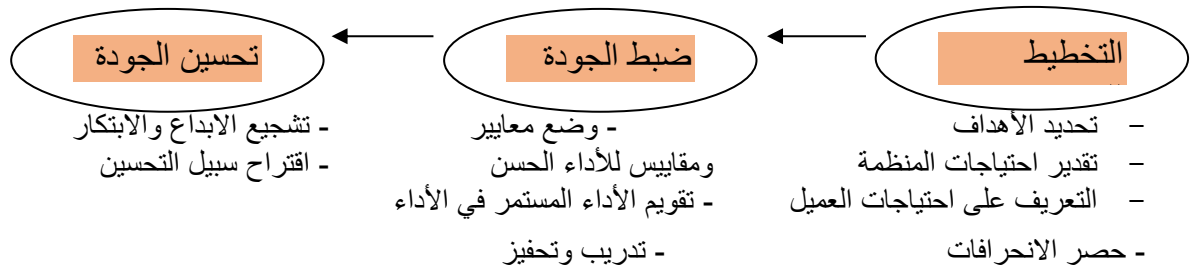 التخطيط
- تحديد الأهداف
- تقدير احتياجات المنظمة
- التعريف على احتياجات العميل
- حصر الانحرافات
ضبط الجودة
- وضع معايير
ومقاييس للأداء الحسن
- تقويم الأداء المستمر في الأداء
- تدريب وتحفيز
تحسين الجودة
- تشجيع الابداع والابتكار
- اقتراح سبيل التحسين